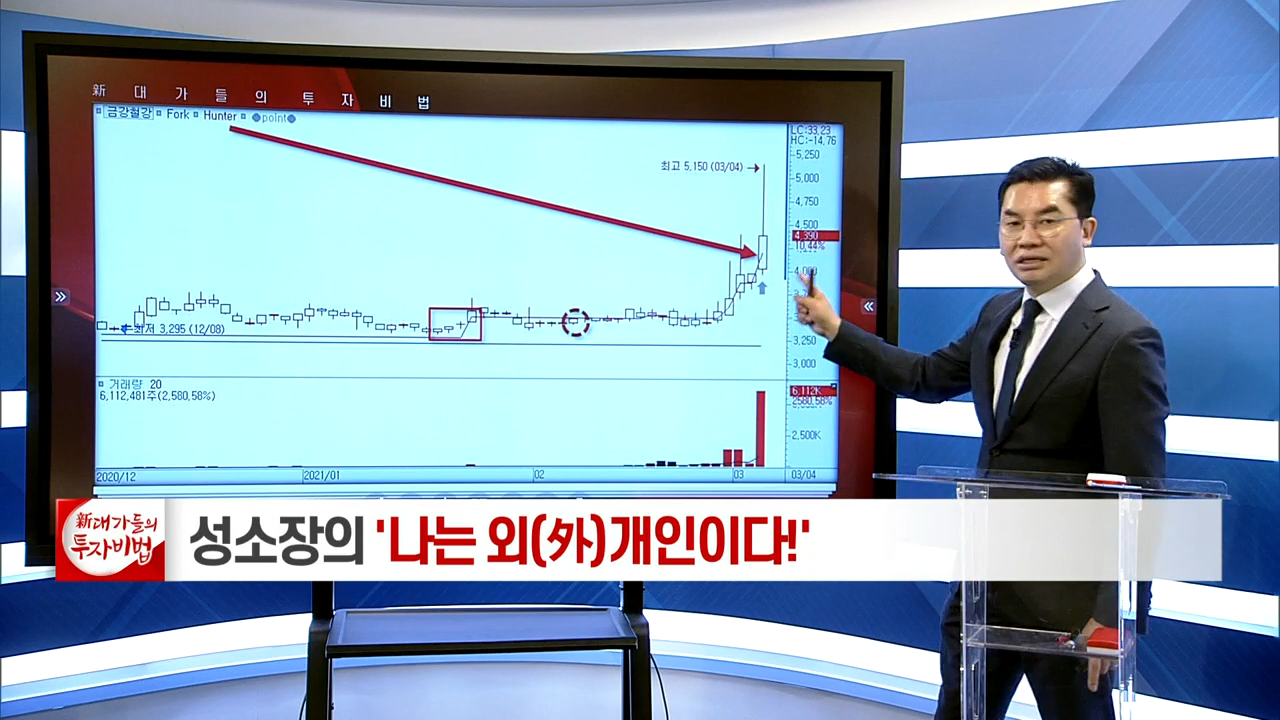 新 대 가 들 의 투 자 비 법
금강철강 Fork Hunter point
LC:33,23
HC:-14,76
최고 5,150 (03/04)
5,250
5,000
4,750
4,500
4,390
10,44%
4,000
최저 3,295 (12/08)
3,250
3,000
거래량 20
6,112,481주(2,580,58%)
6,112K
2580,58%
2,500K
2020/12 2021/01 02 03 03/04
新대가들의
투자비법
성소장의 '나는 외(外)개인이다!'